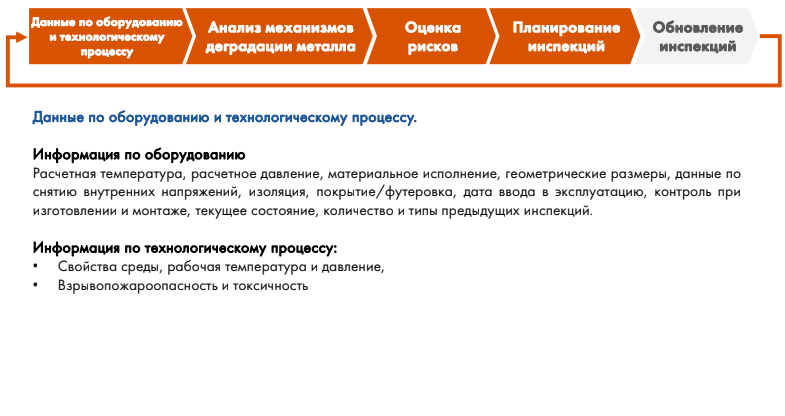 Данные по оборудованию
и технологическому
процессу
Анализ механизмов
деградации металла
Оценка
рисков
Планирование
инспекций
Обновление
инспекций
Данные по оборудованию и технологическому процессу.
Информация по оборудованию
Расчетная температура, расчетное давление, материальное исполнение, геометрические размеры, данные по
снятию внутренних напряжений, изоляция, покрытие/футеровка, дата ввода в эксплуатацию, контроль при
изготовлении и монтаже, текущее состояние, количество и типы предыдущих инспекций.
Информация по технологическому процессу:
• Свойства среды, рабочая температура и давление,
• Взрывопожароопасность и токсичность